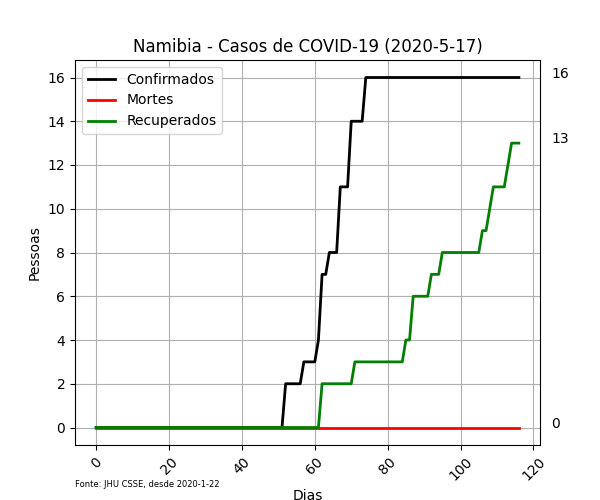 Namibia - Casos de COVID-19 (2020-5-17)
Confirmados
Mortes
Recuperados
16
14
12
10
8
6
4
2
0
Pessoas
16
13
0
0 20 40 60 80 100 120
Dias
Fonte: JHU CSSE, desde 2020-1-22